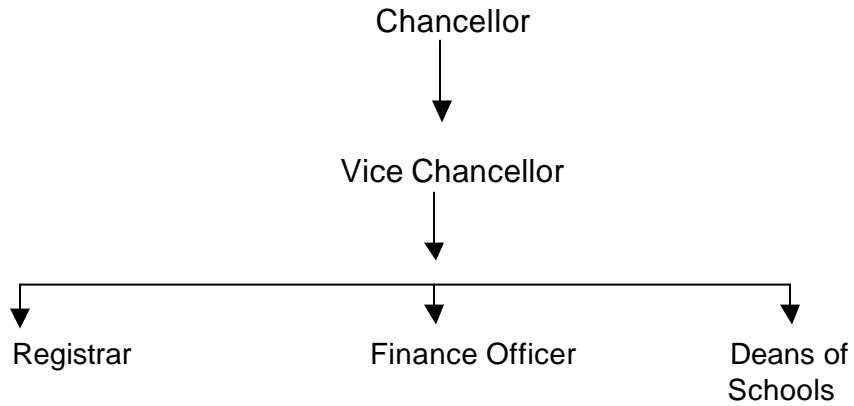 Chancellor
Vice Chancellor
Registrar
Finance Officer
Deans of
Schools